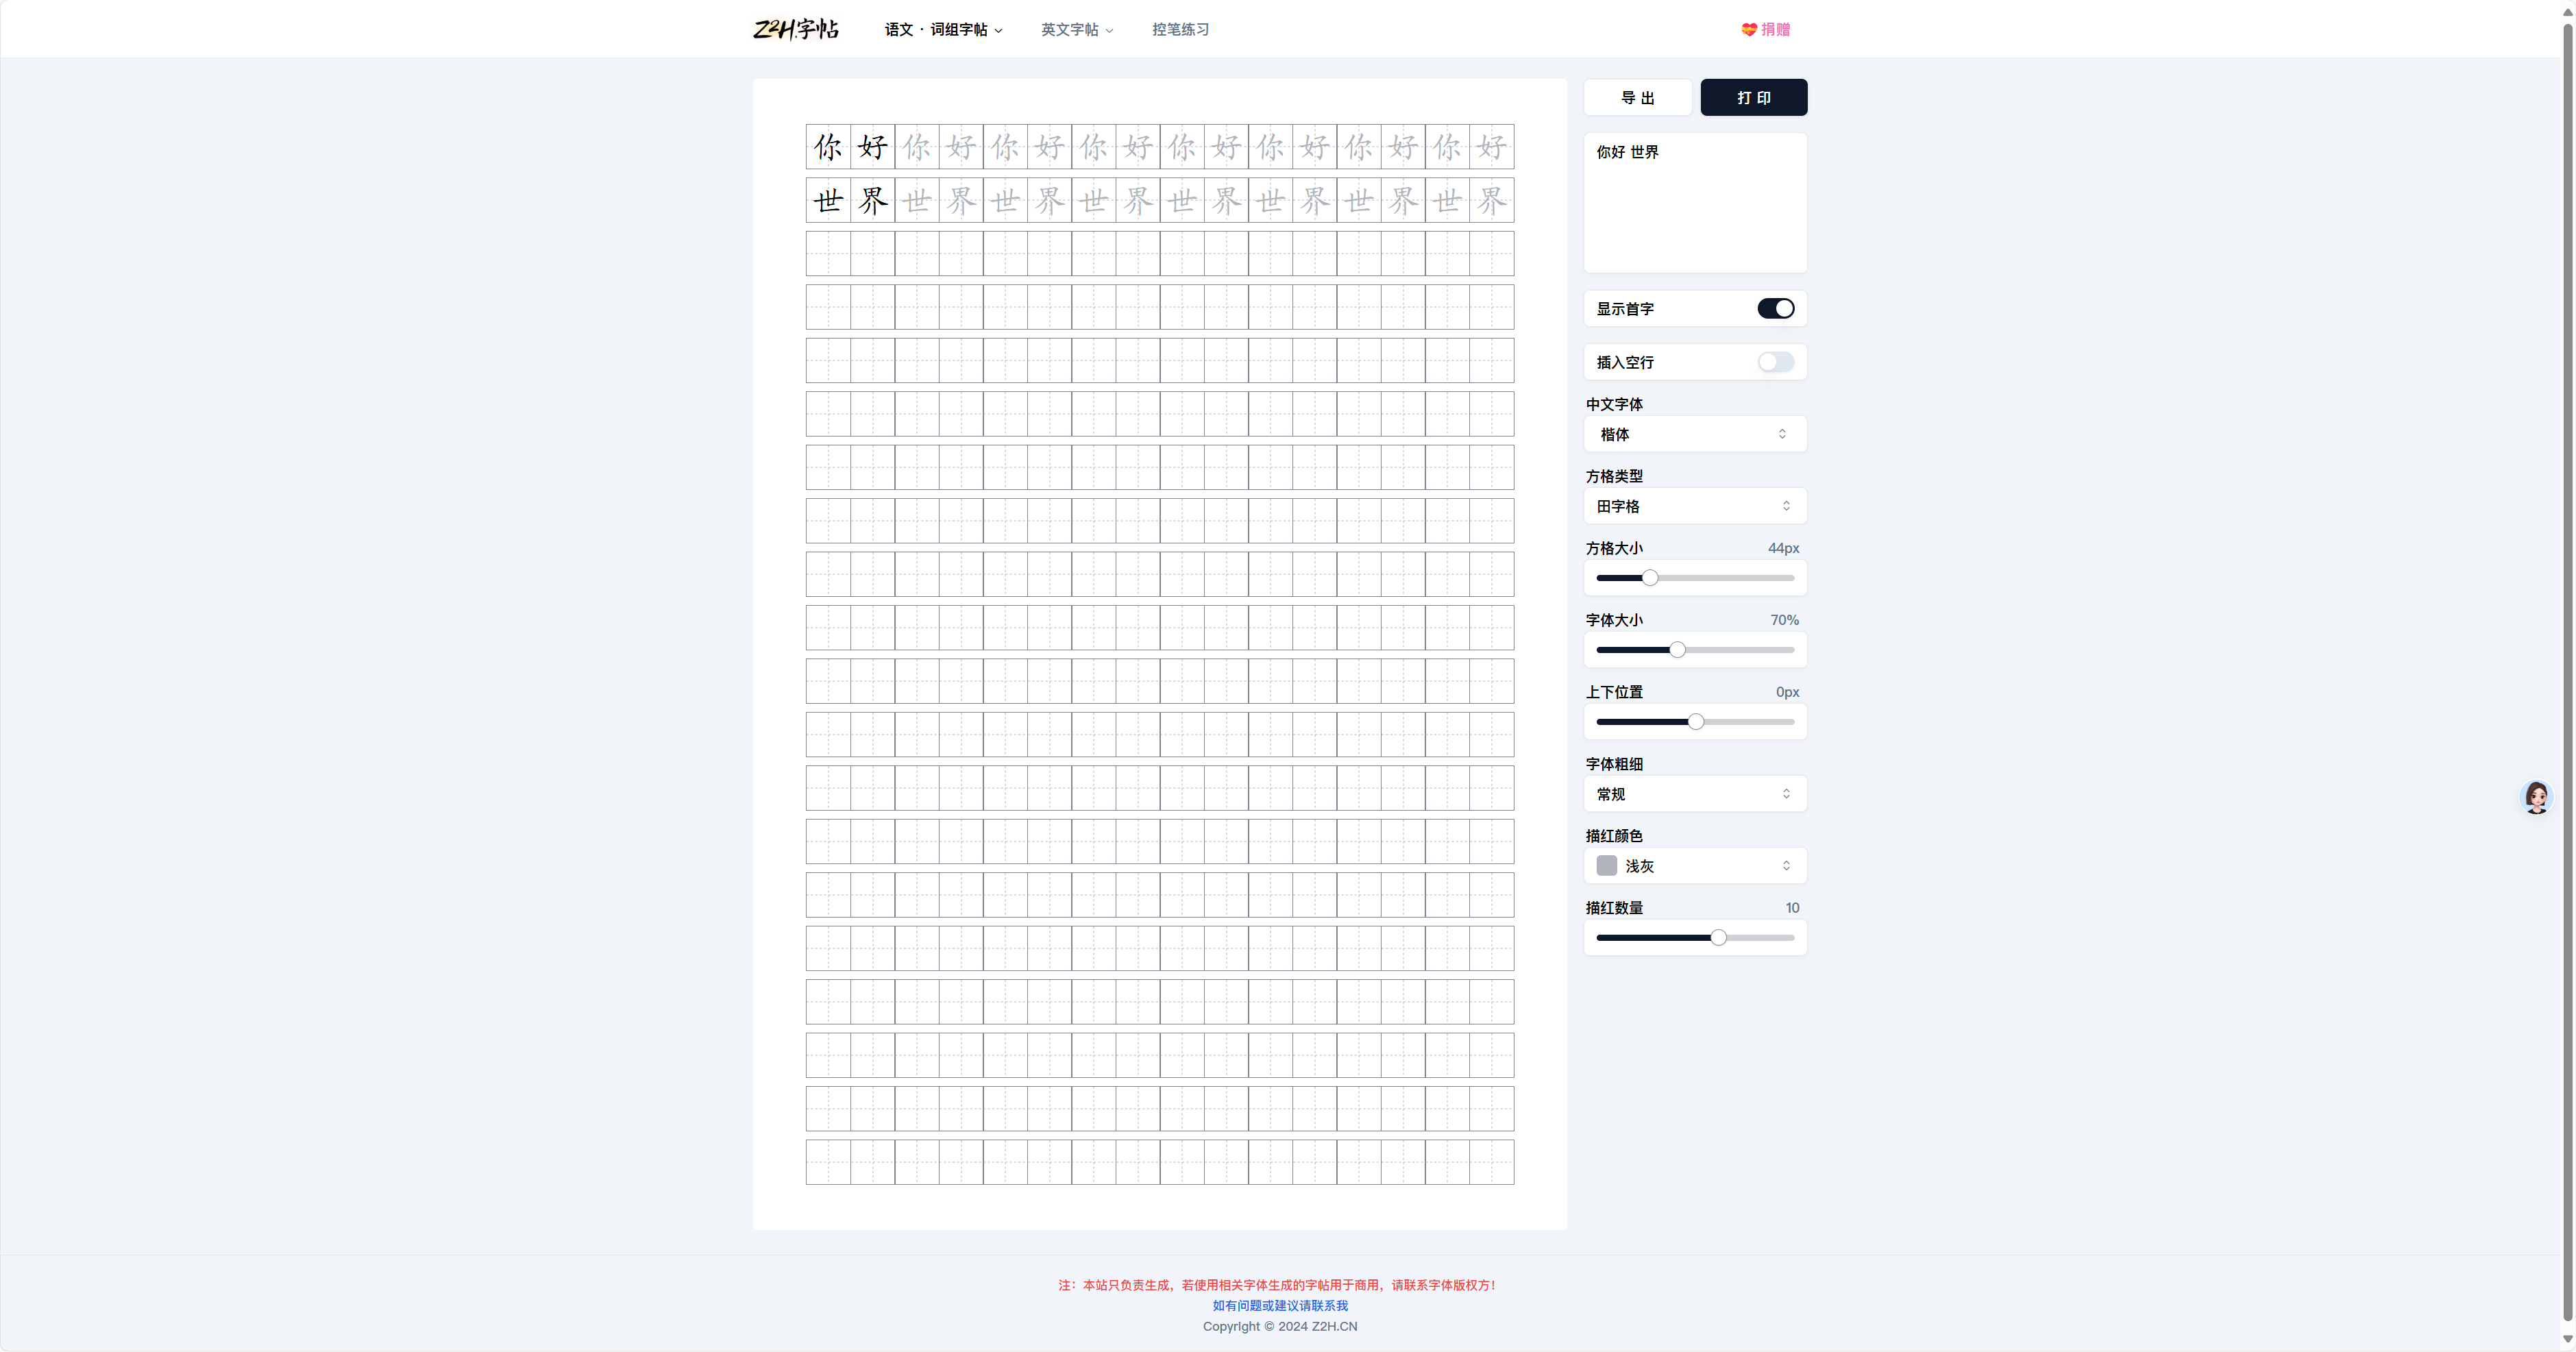 Z2H.字帖 语文 · 词组字帖 英文字帖 控笔练习 捐赠
导 出 打 印
你好你好你好你好你好你好你好你好
世界世界世界世界世界世界世界世界
你好 世界
显示首字
插入空行
中文字体
楷体
方格类型
田字格
方格大小 44px
字体大小 70%
上下位置 0px
字体粗细
常规
描红颜色
浅灰
描红数量 10
注：本站只负责生成，若使用相关字体生成的字帖用于商用，请联系字体版权方！
如有问题或建议请联系我
Copyright © 2024 Z2H.CN